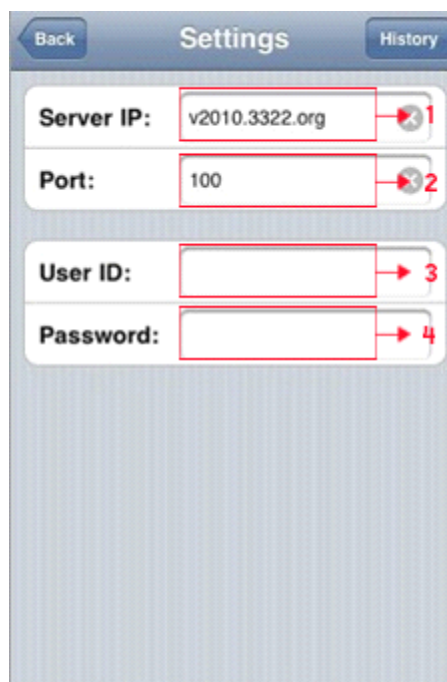 Back Settings History
Server IP: v2010.3322.org 1
Port: 100 2
User ID: 3
Password: 4